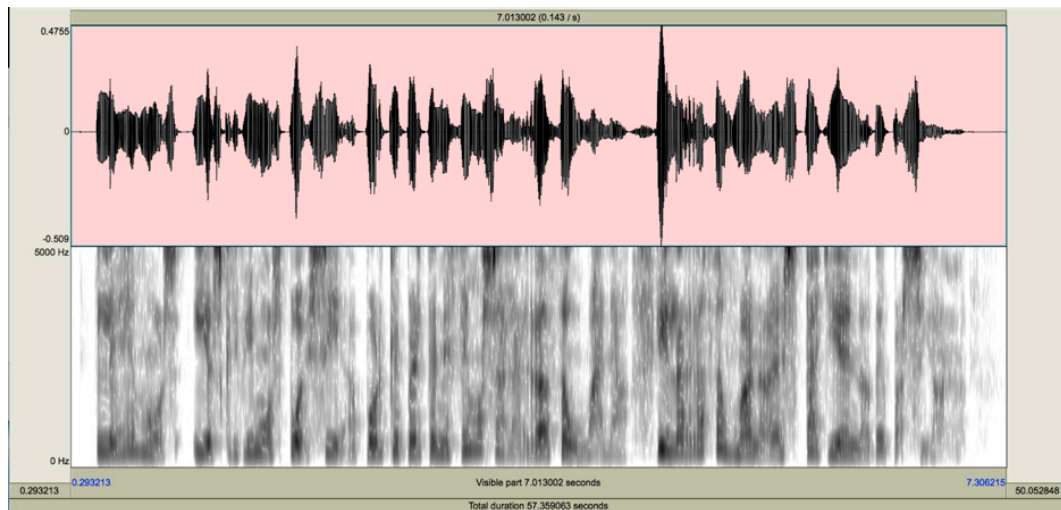 7.013002 (0.143 / s)
0.4755
0
-0.509
5000 Hz
0 Hz
0.293213
Visible part 7.013002 seconds
7.306215
0.293213
50.052848
Total duration 57.359063 seconds